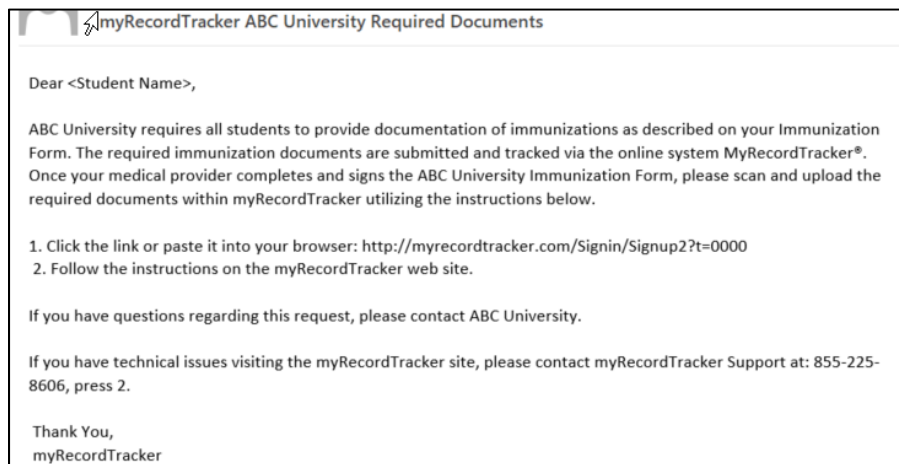 myRecordTracker ABC University Required Documents
Dear <Student Name>,
ABC University requires all students to provide documentation of immunizations as described on your Immunization
Form. The required immunization documents are submitted and tracked via the online system MyRecordTracker®.
Once your medical provider completes and signs the ABC University Immunization Form, please scan and upload the
required documents within myRecordTracker utilizing the instructions below.
1. Click the link or paste it into your browser: http://myrecordtracker.com/Signin/Signup2?t=0000
2. Follow the instructions on the myRecordTracker web site.
If you have questions regarding this request, please contact ABC University.
If you have technical issues visiting the myRecordTracker site, please contact myRecordTracker Support at: 855-225-
8606, press 2.
Thank You,
myRecordTracker